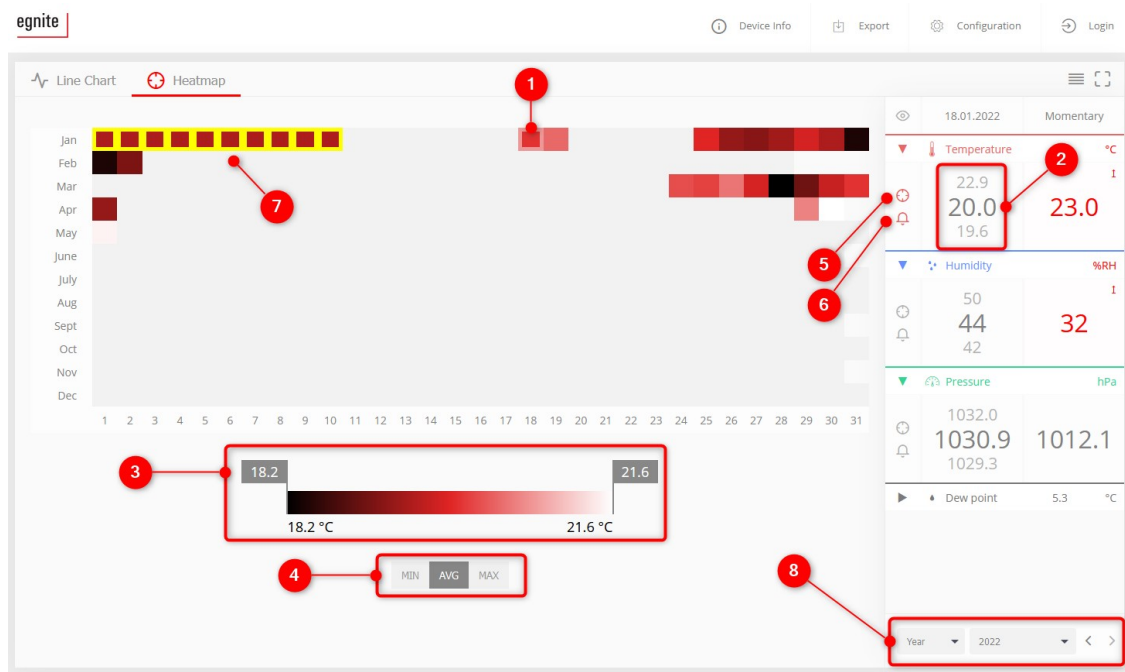 egnite
Device Info
Export
Configuration
Login
Line Chart
Heatmap
1
Jan
Feb
Mar
Apr
May
June
July
Aug
Sept
Oct
Nov
Dec
7
1 2 3 4 5 6 7 8 9 10 11 12 13 14 15 16 17 18 19 20 21 22 23 24 25 26 27 28 29 30 31
3
18.2 21.6
18.2 °C 21.6 °C
4
MIN AVG MAX
18.01.2022 Momentary
Temperature °C
2
22.9
20.0 23.0
19.6
5
6
Humidity %RH
50
44 32
42
Pressure hPa
1032.0
1030.9 1012.1
1029.3
Dew point 5.3 °C
8
Year 2022